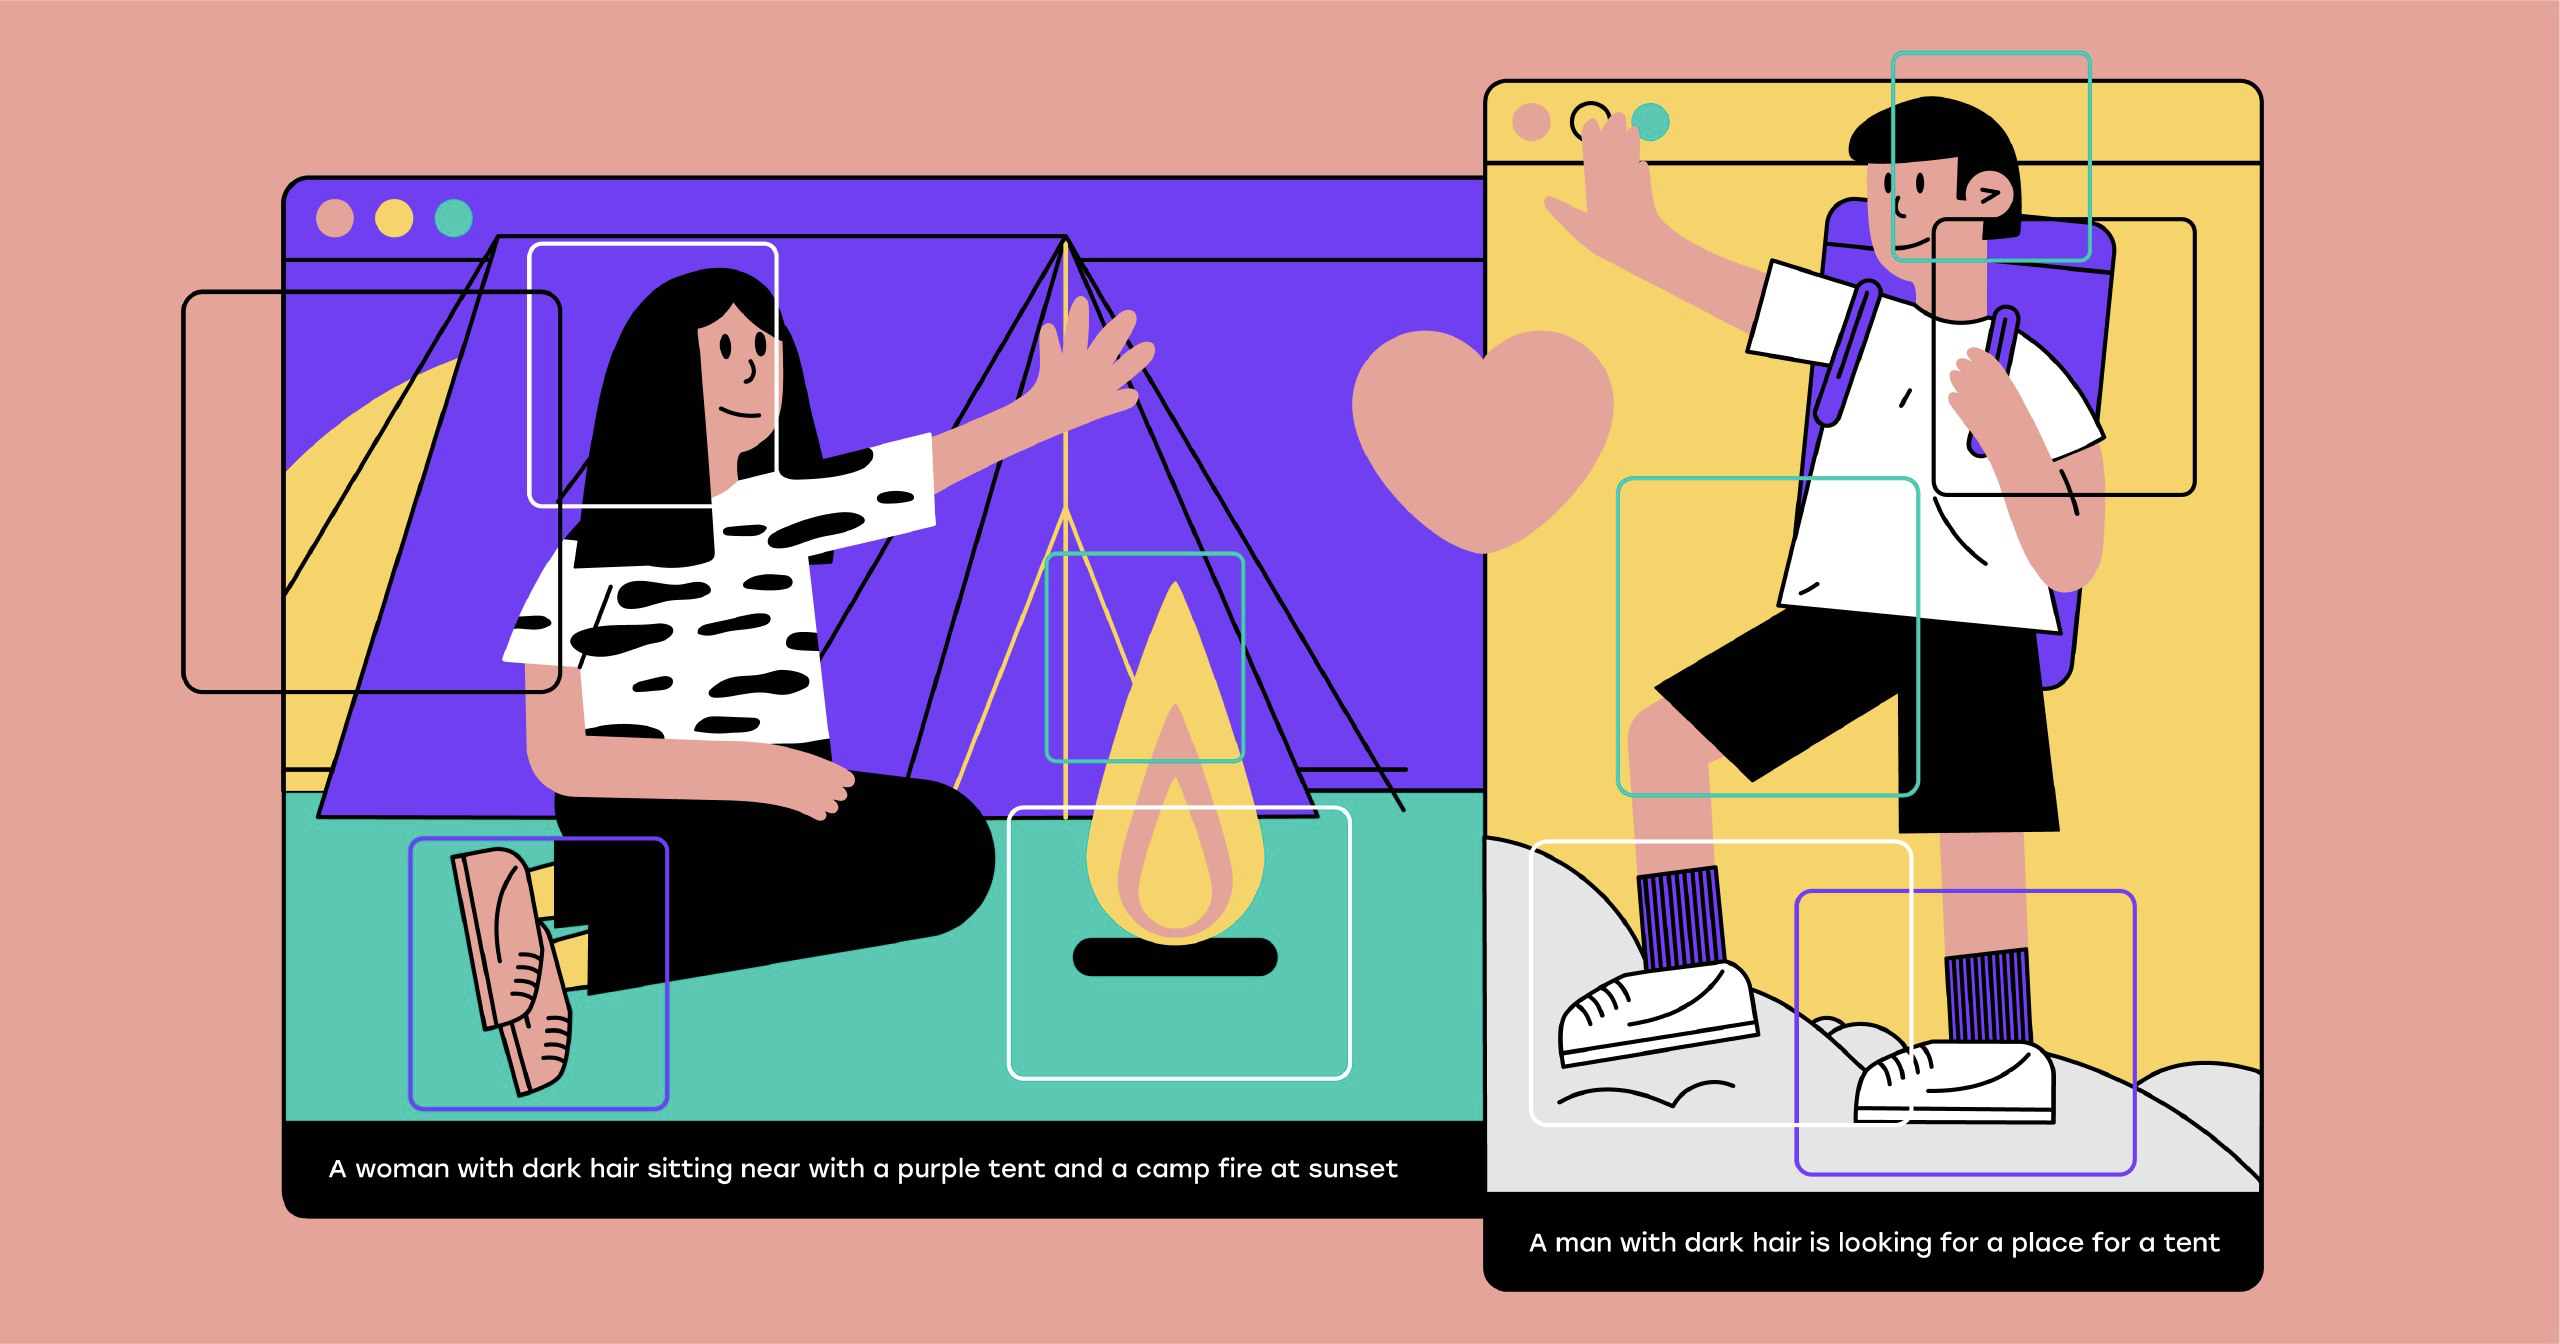 A woman with dark hair sitting near with a purple tent and a camp fire at sunset
A man with dark hair is looking for a place for a tent